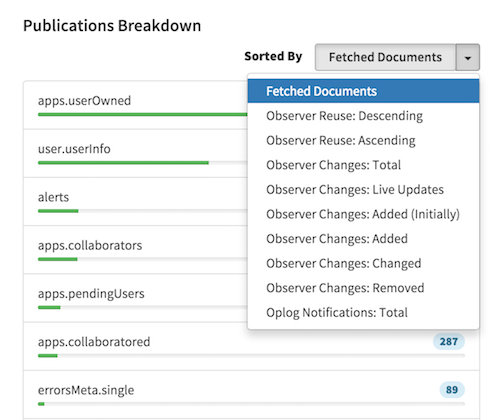 Publications Breakdown
Sorted By Fetched Documents
Fetched Documents
Observer Reuse: Descending
Observer Reuse: Ascending
Observer Changes: Total
Observer Changes: Live Updates
Observer Changes: Added (Initially)
Observer Changes: Added
Observer Changes: Changed
Observer Changes: Removed
Oplog Notifications: Total
apps.userOwned
user.userInfo
alerts
apps.collaborators
apps.pendingUsers
apps.collaboratored 287
errorsMeta.single 89